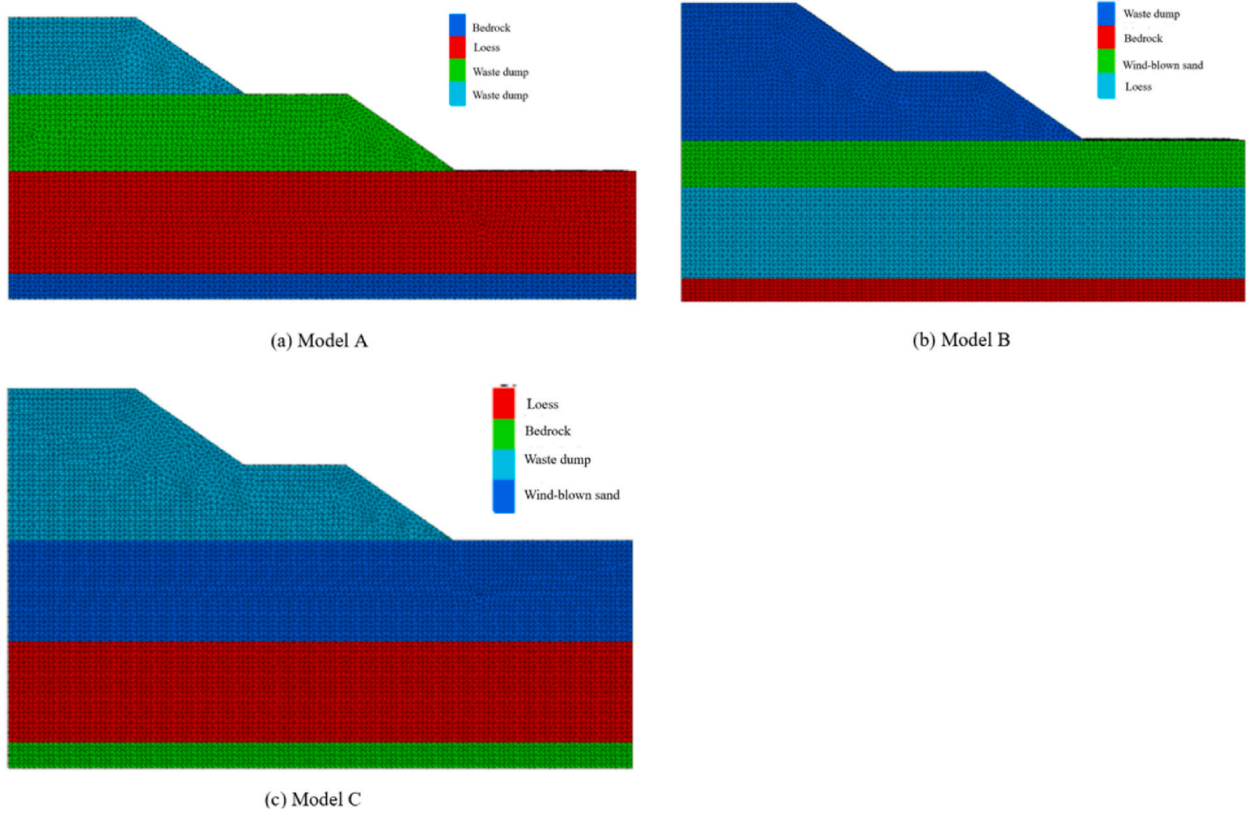 Bedrock
Loess
Waste dump
Waste dump
(a) Model A
Waste dump
Bedrock
Wind-blown sand
Loess
(b) Model B
Loess
Bedrock
Waste dump
Wind-blown sand
(c) Model C